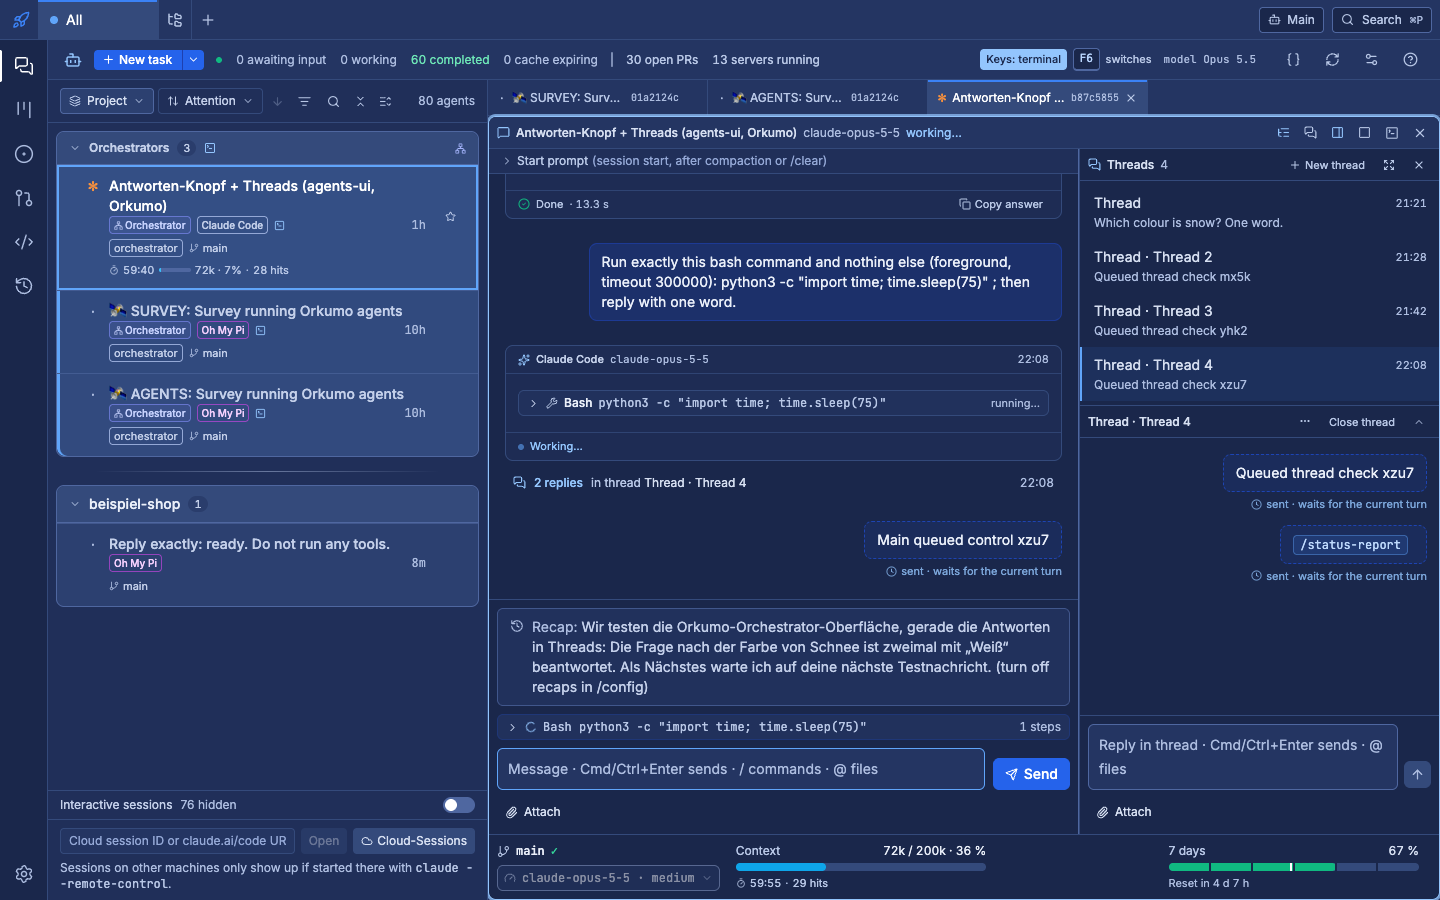 All
Main
Search ⌘P
New task
0 awaiting input
0 working
60 completed
0 cache expiring
30 open PRs
13 servers running
Keys: terminal
F6
switches
model Opus 5.5
Project
Attention
80 agents
Orchestrators 3
Antworten-Knopf + Threads (agents-ui,
Orkumo)
Orchestrator
Claude Code
1h
orchestrator
main
59:40
72k · 7% · 28 hits
SURVEY: Survey running Orkumo agents
Orchestrator
Oh My Pi
10h
orchestrator
main
AGENTS: Survey running Orkumo agents
Orchestrator
Oh My Pi
10h
orchestrator
main
beispiel-shop 1
Reply exactly: ready. Do not run any tools.
Oh My Pi
8m
main
Interactive sessions 76 hidden
Cloud session ID or claude.ai/code UR
Open
Cloud-Sessions
Sessions on other machines only show up if started there with claude -
-remote-control.
SURVEY: Surv... 01a2124c
AGENTS: Surv... 01a2124c
Antworten-Knopf ... b87c5855
Antworten-Knopf + Threads (agents-ui, Orkumo) claude-opus-5-5 working...
Start prompt (session start, after compaction or /clear)
Done · 13.3 s
Copy answer
Run exactly this bash command and nothing else (foreground,
timeout 300000): python3 -c "import time; time.sleep(75)" ; then
reply with one word.
Claude Code claude-opus-5-5
22:08
Bash python3 -c "import time; time.sleep(75)"
running...
Working...
2 replies in thread Thread · Thread 4
22:08
Main queued control xzu7
sent · waits for the current turn
Recap: Wir testen die Orkumo-Orchestrator-Oberfläche, gerade die Antworten
in Threads: Die Frage nach der Farbe von Schnee ist zweimal mit „Weiß“
beantwortet. Als Nächstes warte ich auf deine nächste Testnachricht. (turn off
recaps in /config)
Bash python3 -c "import time; time.sleep(75)"
1 steps
Message · Cmd/Ctrl+Enter sends · / commands · @ files
Send
Attach
main ✓
claude-opus-5-5 · medium
Context
72k / 200k · 36 %
59:55 · 29 hits
7 days
67 %
Reset in 4 d 7 h
Threads 4
New thread
Thread
21:21
Which colour is snow? One word.
Thread · Thread 2
21:28
Queued thread check mx5k
Thread · Thread 3
21:42
Queued thread check yhk2
Thread · Thread 4
22:08
Queued thread check xzu7
Thread · Thread 4
Close thread
Queued thread check xzu7
sent · waits for the current turn
/status-report
sent · waits for the current turn
Reply in thread · Cmd/Ctrl+Enter sends · @
files
Attach